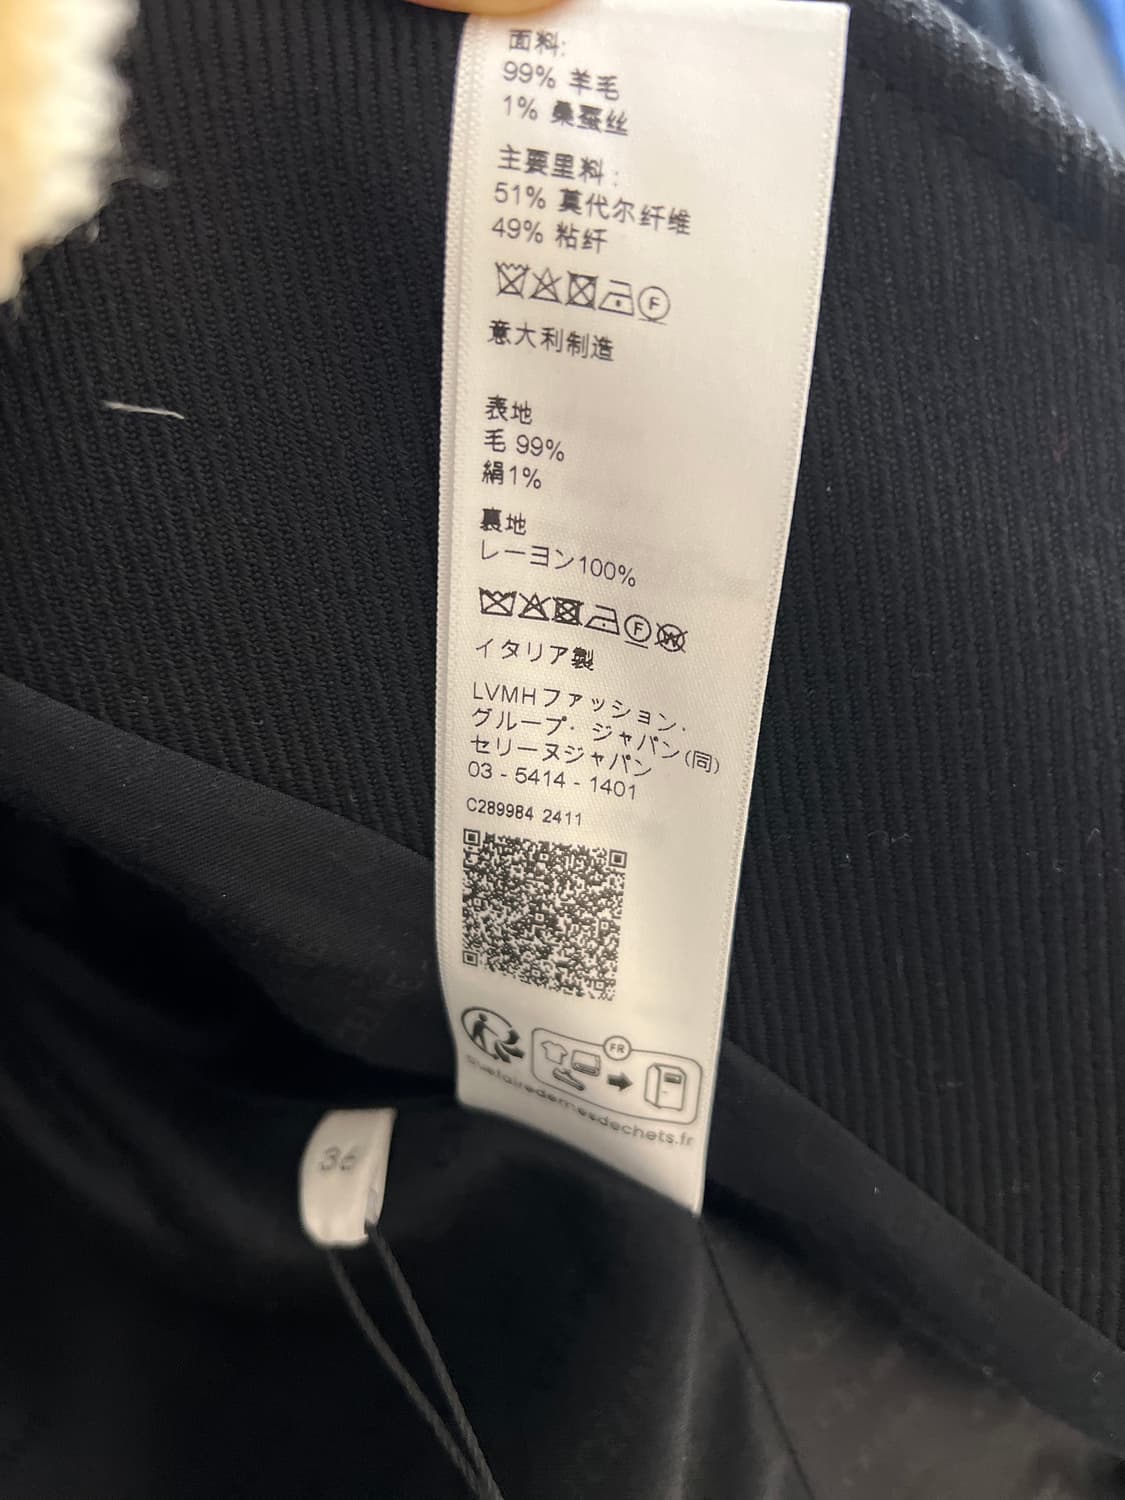 面料:
99% 羊毛
1% 桑蚕丝
主要里料:
51% 莫代尔纤维
49% 粘纤
F
意大利制造
表地
毛 99%
絹1%
裏地
レーヨン100%
F W
イタリア製
LVMHファッション・
グループ・ジャパン(同)
セリーヌジャパン
03 - 5414 - 1401
C289984 2411
FR
quefairedemesdechets.fr
36